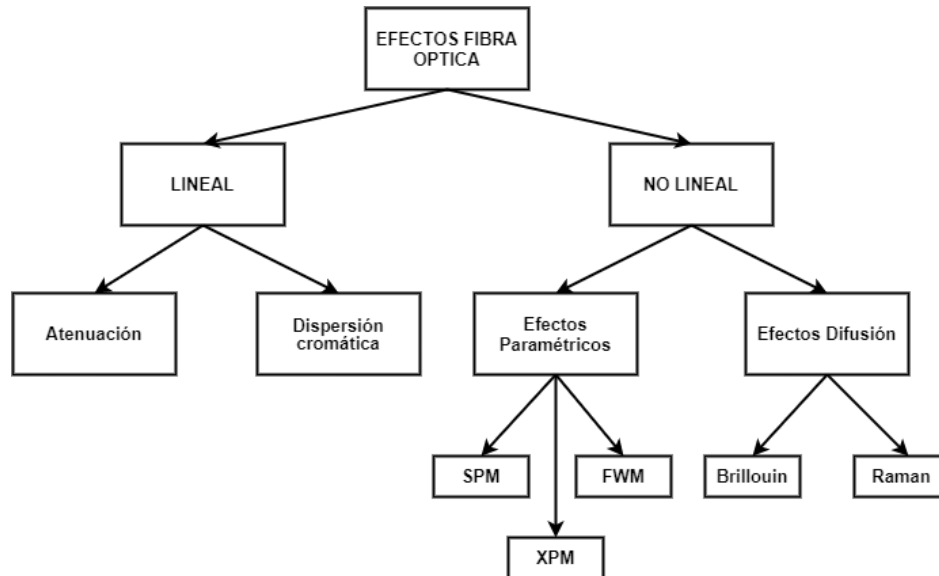 EFECTOS FIBRA
OPTICA
LINEAL
NO LINEAL
Atenuación
Dispersión
cromática
Efectos
Paramétricos
Efectos Difusión
SPM
FWM
Brillouin
Raman
XPM